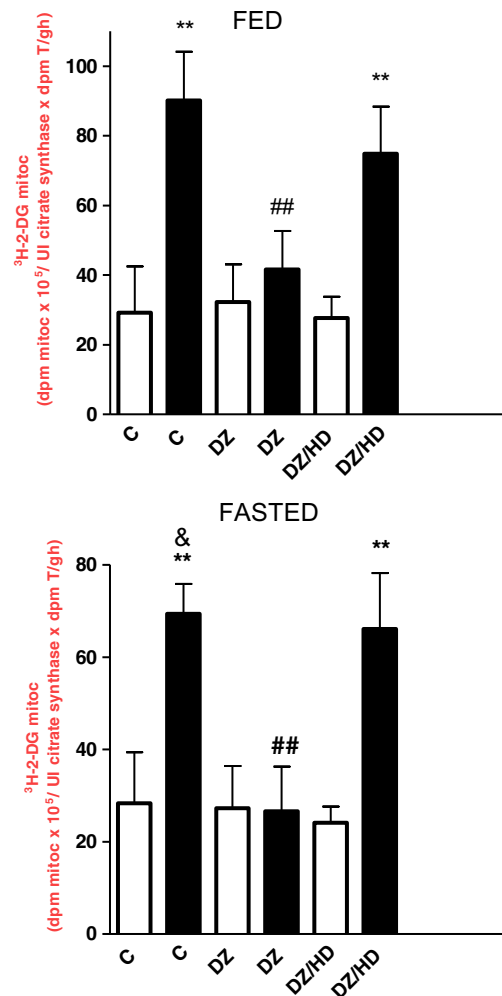 FED
³H-2-DG mitoc
(dpm mitoc x 10⁵/ UI citrate synthase x dpm T/gh)
100
80
60
40
20
0
**
##
**
C
C
DZ
DZ
DZ/HD
DZ/HD
FASTED
³H-2-DG mitoc
(dpm mitoc x 10⁵/ UI citrate synthase x dpm T/gh)
80
60
40
20
0
&
**
##
**
C
C
DZ
DZ
DZ/HD
DZ/HD